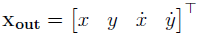 𝐱_𝐨𝐮𝐭 = [x y ẋ ẏ]^⊤